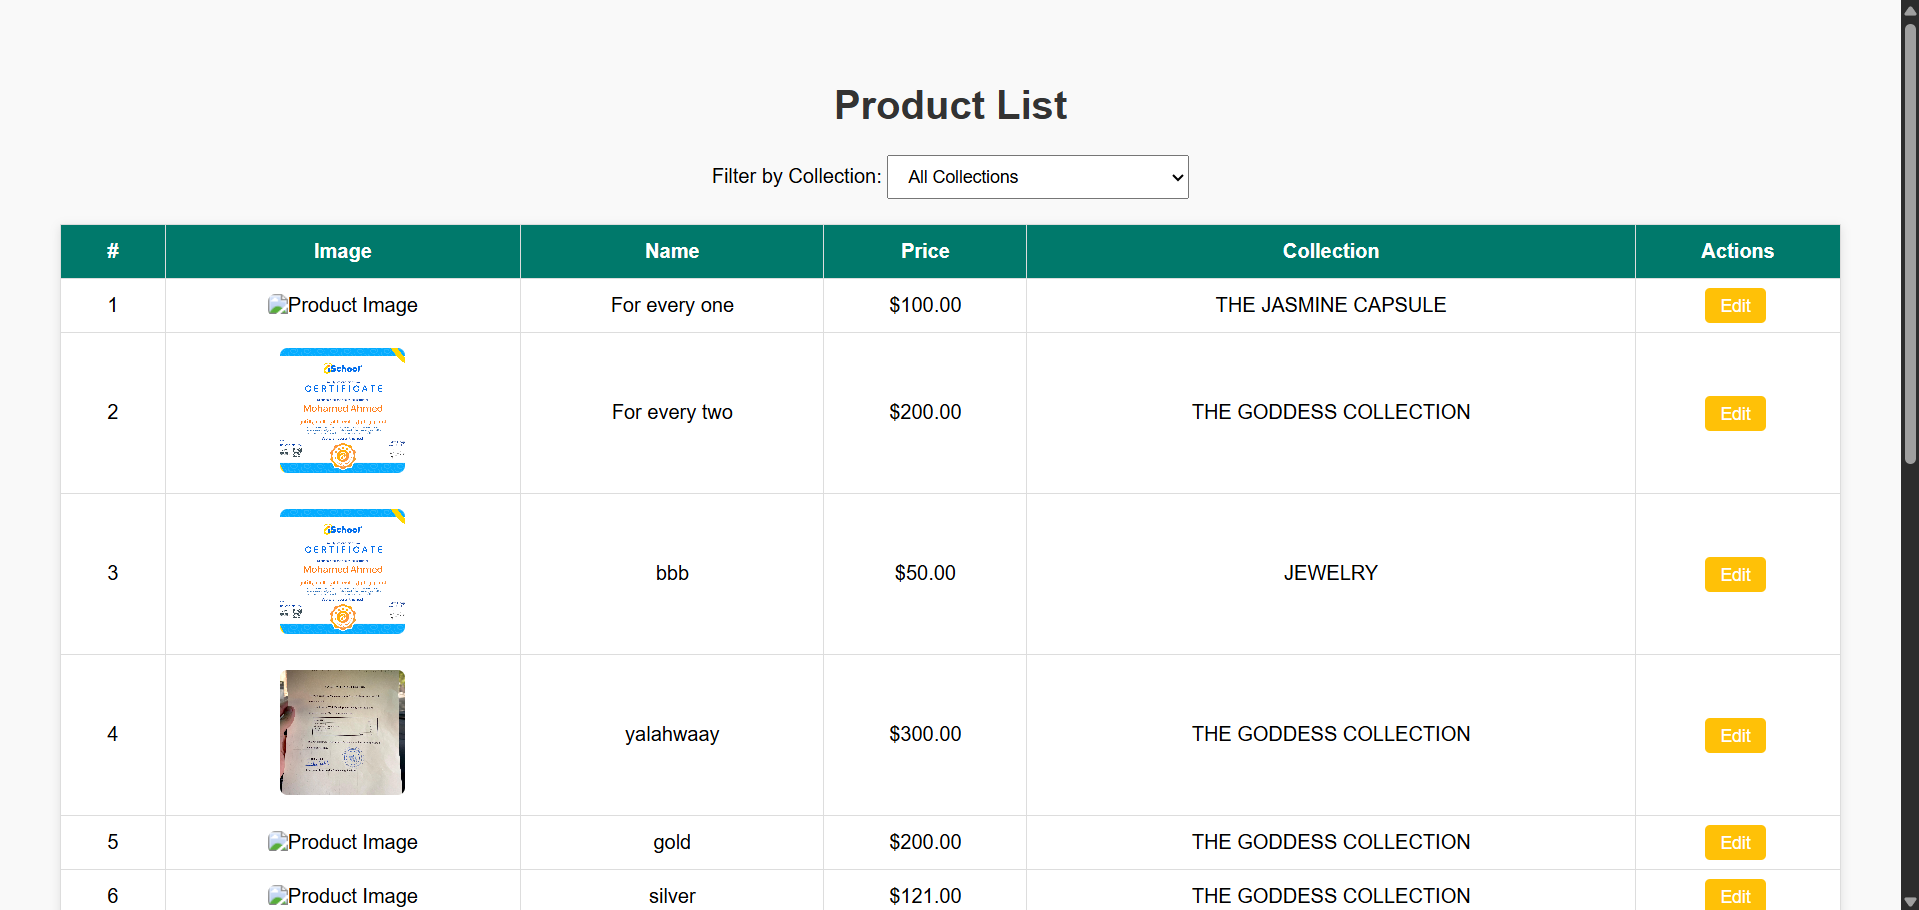 Product List
Filter by Collection: All Collections
# Image Name Price Collection Actions
1 Product Image For every one $100.00 THE JASMINE CAPSULE Edit
iSchool
CERTIFICATE
Mohamed Ahmed
2 For every two $200.00 THE GODDESS COLLECTION Edit
iSchool
CERTIFICATE
Mohamed Ahmed
3 bbb $50.00 JEWELRY Edit
4 yalahwaay $300.00 THE GODDESS COLLECTION Edit
5 Product Image gold $200.00 THE GODDESS COLLECTION Edit
6 Product Image silver $121.00 THE GODDESS COLLECTION Edit